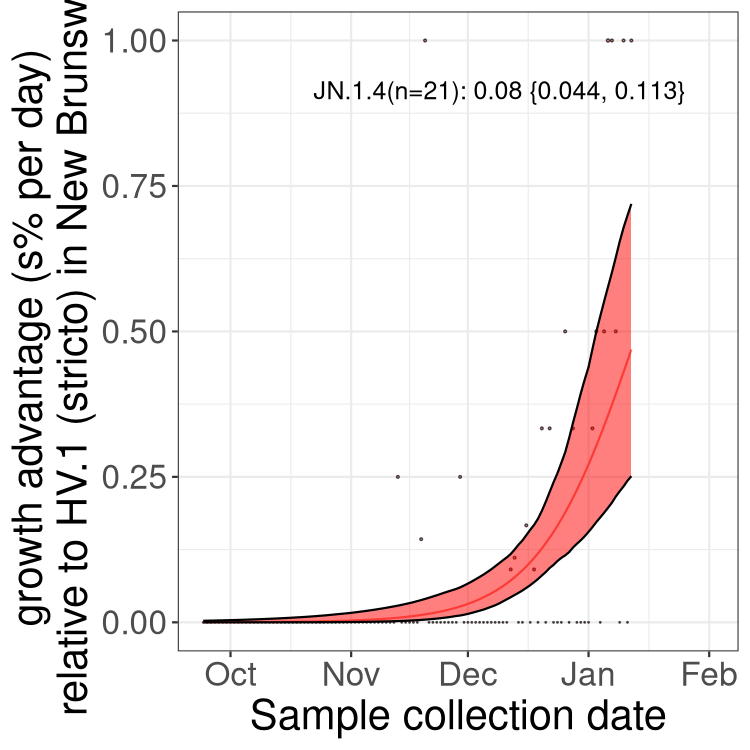 growth advantage (s% per day)
relative to HV.1 (stricto) in New Brunsw
1.00
0.75
0.50
0.25
0.00
JN.1.4(n=21): 0.08 {0.044, 0.113}
Oct Nov Dec Jan Feb
Sample collection date